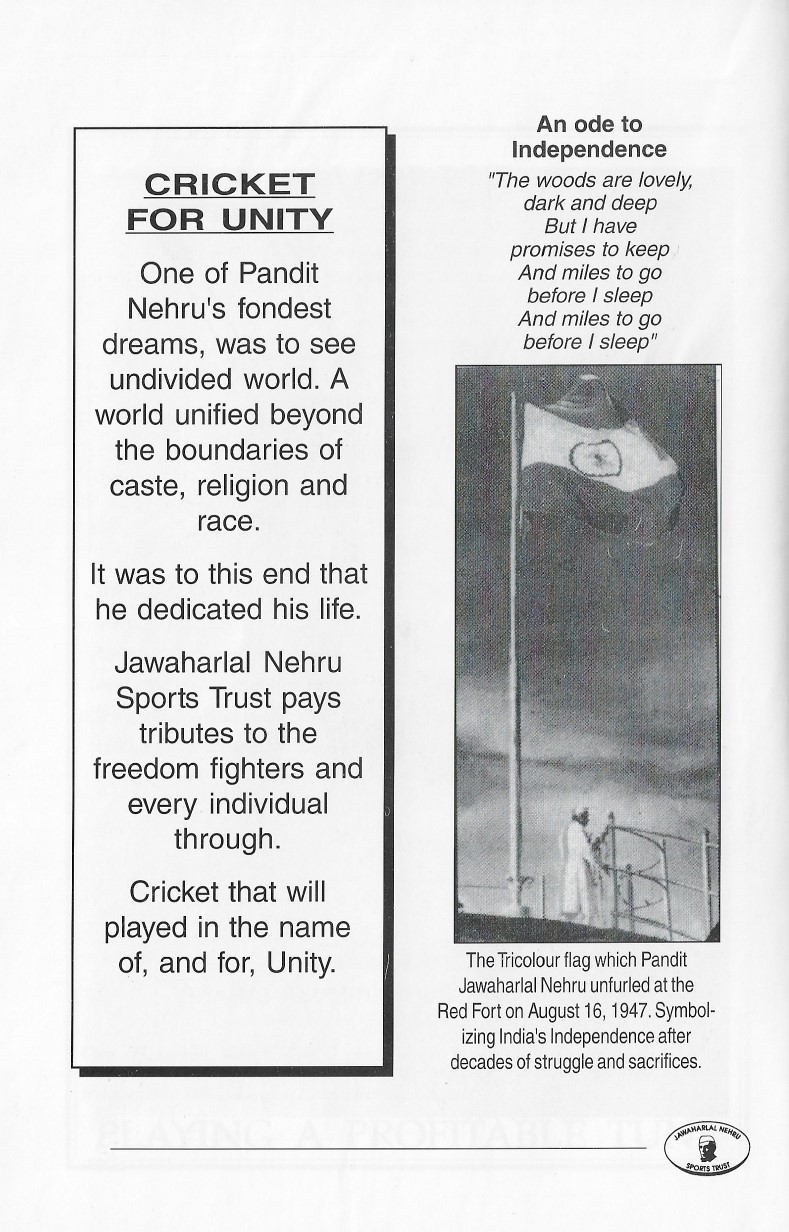 CRICKET
FOR UNITY
One of Pandit
Nehru's fondest
dreams, was to see
undivided world. A
world unified beyond
the boundaries of
caste, religion and
race.
It was to this end that
he dedicated his life.
Jawaharlal Nehru
Sports Trust pays
tributes to the
freedom fighters and
every individual
through.
Cricket that will
played in the name
of, and for, Unity.
An ode to
Independence
"The woods are lovely,
dark and deep
But I have
promises to keep
And miles to go
before I sleep
And miles to go
before I sleep"
The Tricolour flag which Pandit
Jawaharlal Nehru unfurled at the
Red Fort on August 16, 1947. Symbol-
izing India's Independence after
decades of struggle and sacrifices.
PLAYING A PROFITABLE
JAWAHARLAL NEHRU
SPORTS TRUST